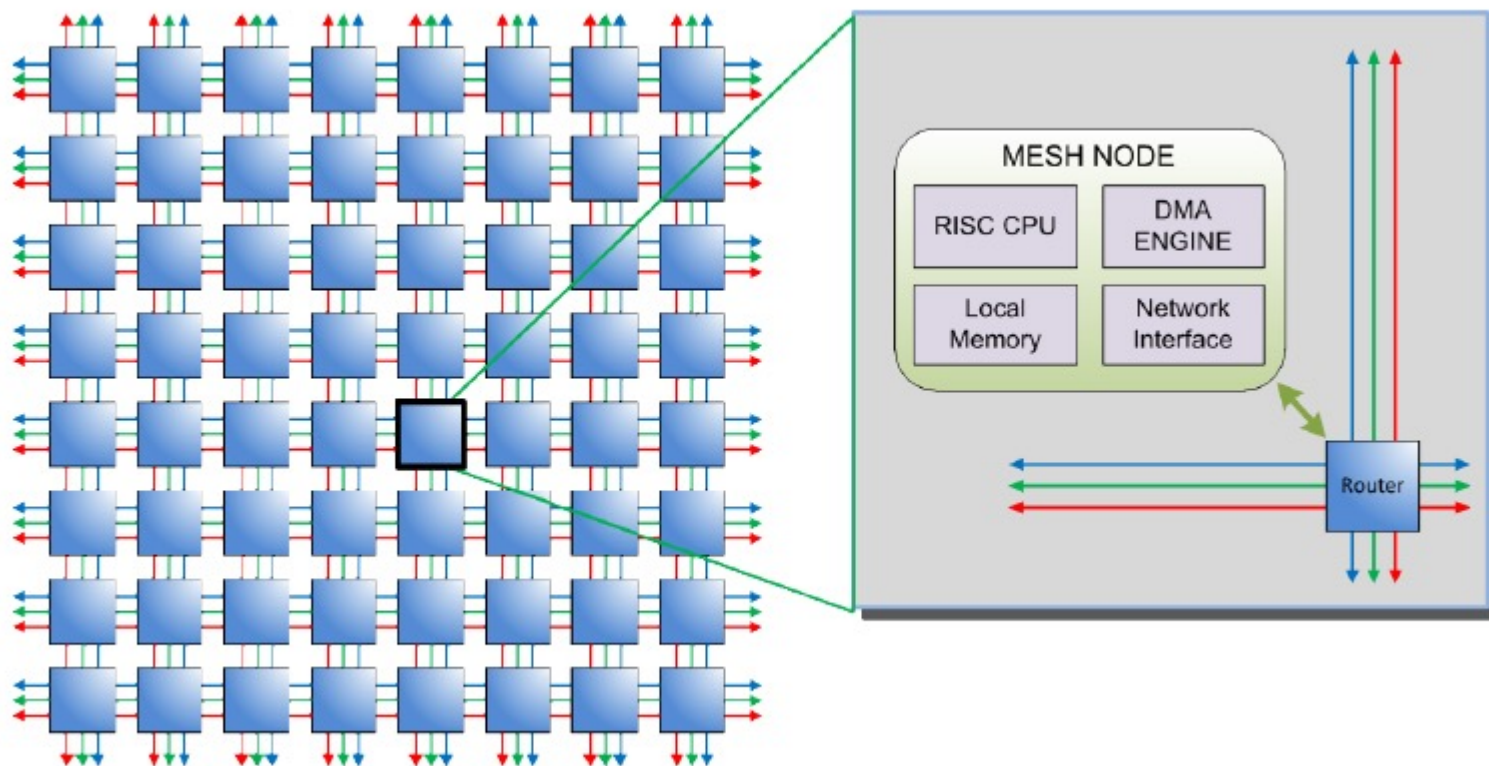 MESH NODE
RISC CPU
DMA
ENGINE
Local
Memory
Network
Interface
Router